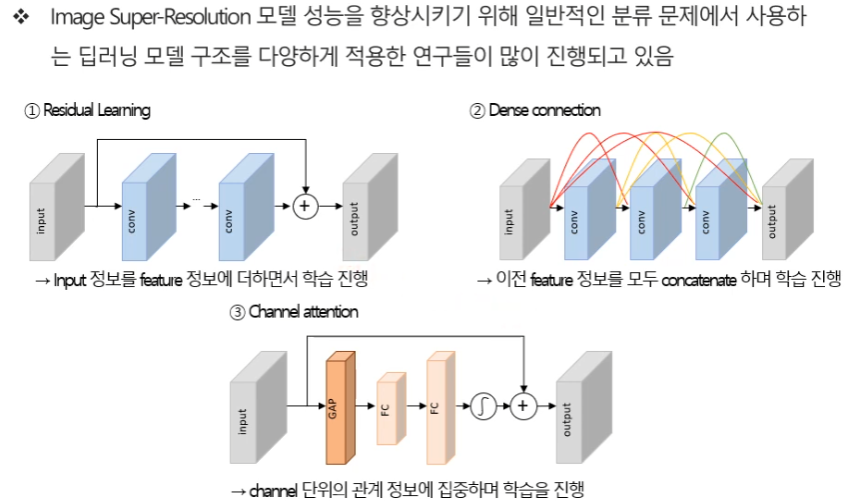 ❖ Image Super-Resolution 모델 성능을 향상시키기 위해 일반적인 분류 문제에서 사용하
는 딥러닝 모델 구조를 다양하게 적용한 연구들이 많이 진행되고 있음
① Residual Learning
input
conv
...
conv
+
output
→ Input 정보를 feature 정보에 더하면서 학습 진행
② Dense connection
input
conv
conv
conv
output
→ 이전 feature 정보를 모두 concatenate 하며 학습 진행
③ Channel attention
input
GAP
FC
FC
∫
+
output
→ channel 단위의 관계 정보에 집중하며 학습을 진행